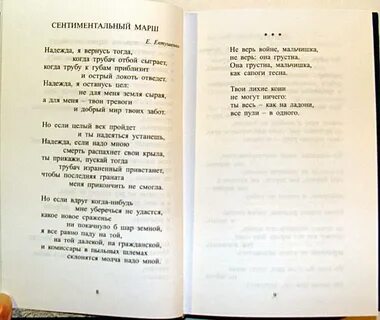 СЕНТИМЕНТАЛЬНЫЙ МАРШ
Е. Евтушенко
Надежда, я вернусь тогда,
когда трубач отбой сыграет,
когда трубу к губам приблизит
и острый локоть отведет.
Надежда, я останусь цел:
не для меня земля сырая,
а для меня – твои тревоги
и добрый мир твоих забот.
Но если целый век пройдет
и ты надеяться устанешь,
Надежда, если надо мною
смерть распахнет свои крыла,
ты прикажи, пускай тогда
трубач израненный привстанет,
чтобы последняя граната
меня прикончить не смогла.
Но если вдруг когда-нибудь
мне уберечься не удастся,
какое новое сраженье
ни покачнуло б шар земной,
я все равно паду на той,
на той далекой, на гражданской,
и комиссары в пыльных шлемах
склонятся молча надо мной.
8
* * *
Не верь войне, мальчишка,
не верь: она грустна.
Она грустна, мальчишка,
как сапоги тесна.
Твои лихие кони
не могут ничего:
ты весь – как на ладони,
все пули – в одного.
9